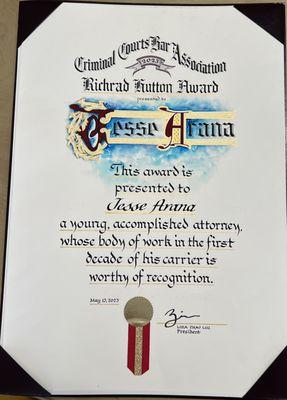 Criminal Courts Bar Association
2023
Richrad Hutton Award
presented to
Jesse Arana
This award is
presented to
Jesse Arana
a young, accomplished attorney,
whose body of work in the first
decade of his carrier is
worthy of recognition.
May 13, 2023
President